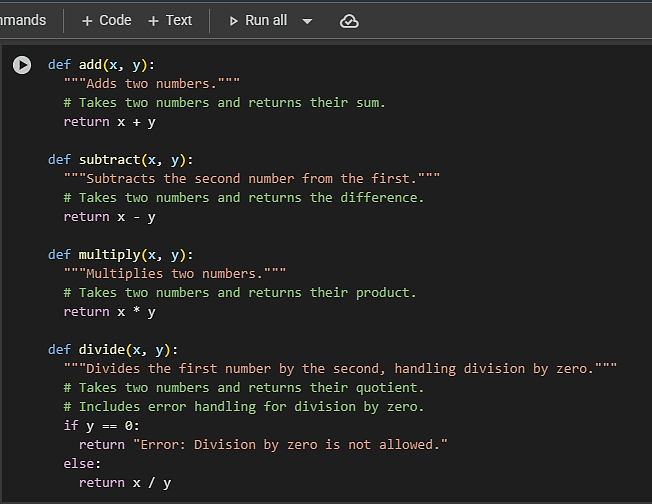 + Code + Text Run all
def add(x, y):
  """Adds two numbers."""
  # Takes two numbers and returns their sum.
  return x + y

def subtract(x, y):
  """Subtracts the second number from the first."""
  # Takes two numbers and returns the difference.
  return x - y

def multiply(x, y):
  """Multiplies two numbers."""
  # Takes two numbers and returns their product.
  return x * y

def divide(x, y):
  """Divides the first number by the second, handling division by zero."""
  # Takes two numbers and returns their quotient.
  # Includes error handling for division by zero.
  if y == 0:
    return "Error: Division by zero is not allowed."
  else:
    return x / y